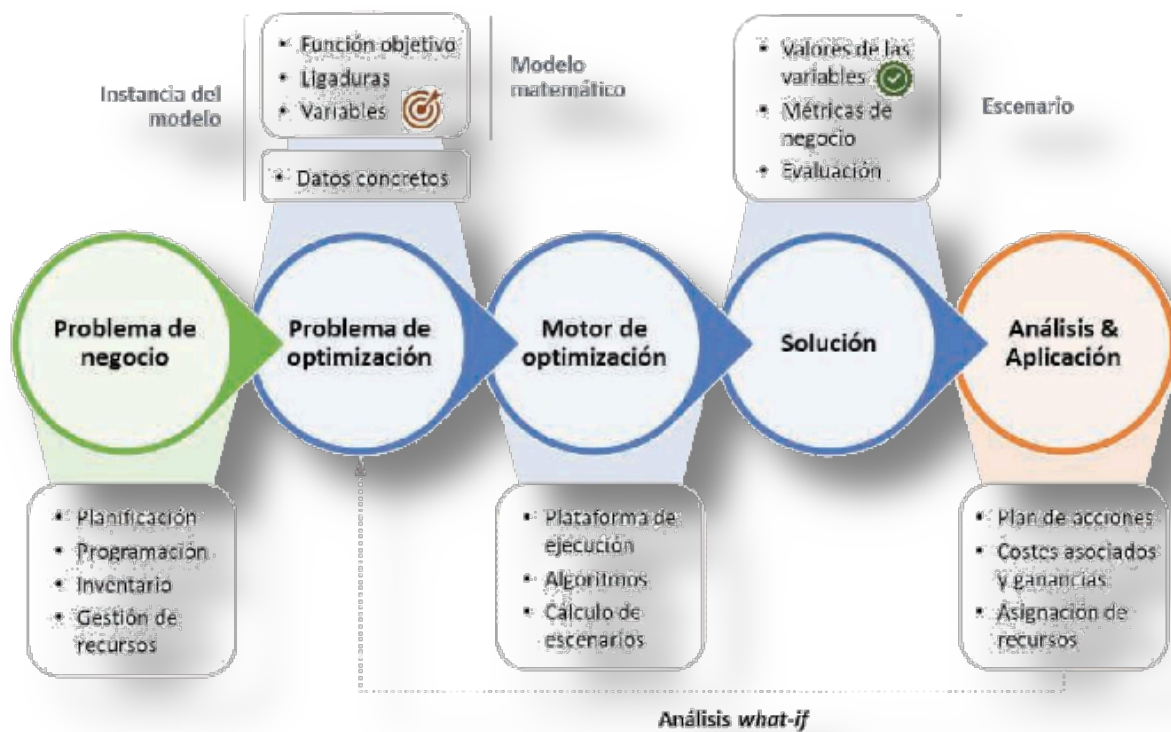 Instancia del
modelo
• Función objetivo
• Ligaduras
• Variables
• Datos concretos
Modelo
matemático
• Valores de las
variables
• Métricas de
negocio
• Evaluación
Escenario
Problema de
negocio
Problema de
optimización
Motor de
optimización
Solución
Análisis &
Aplicación
• Planificación
• Programación
• Inventario
• Gestión de
recursos
• Plataforma de
ejecución
• Algoritmos
• Cálculo de
escenarios
• Plan de acciones
• Costes asociados
y ganancias
• Asignación de
recursos
Análisis what-if